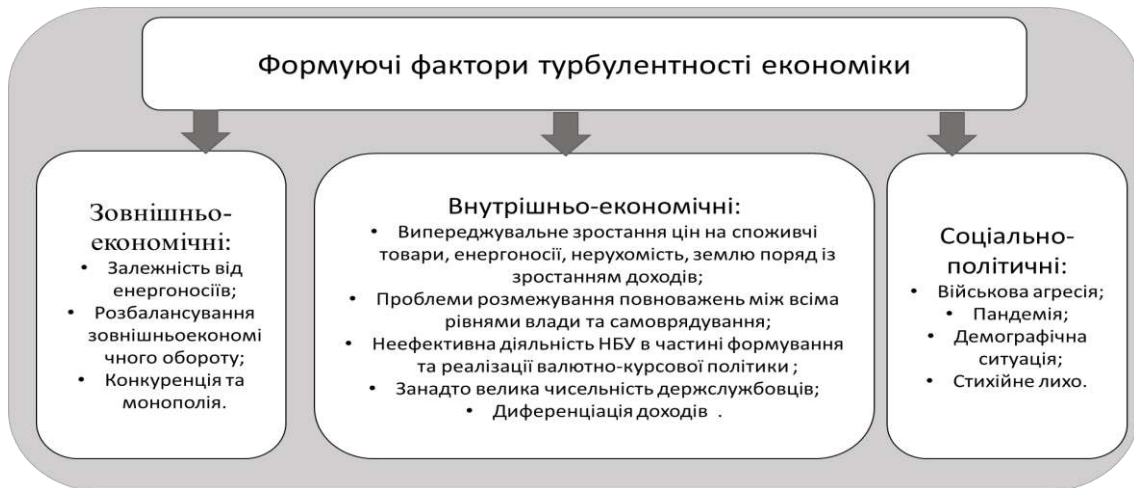 Формуючі фактори турбулентності економіки
Зовнішньо-
економічні:
• Залежність від
енергоносіїв;
• Розбалансування
зовнішньоекономі
чного обороту;
• Конкуренція та
монополія.
Внутрішньо-економічні:
• Випереджувальне зростання цін на споживчі
товари, енергоносії, нерухомість, землю поряд із
зростанням доходів;
• Проблеми розмежування повноважень між всіма
рівнями влади та самоврядування;
• Неефективна діяльність НБУ в частині формування
та реалізації валютно-курсової політики ;
• Занадто велика чисельність держслужбовців;
• Диференціація доходів .
Соціально-
політичні:
• Військова агресія;
• Пандемія;
• Демографічна
ситуація;
• Стихійне лихо.